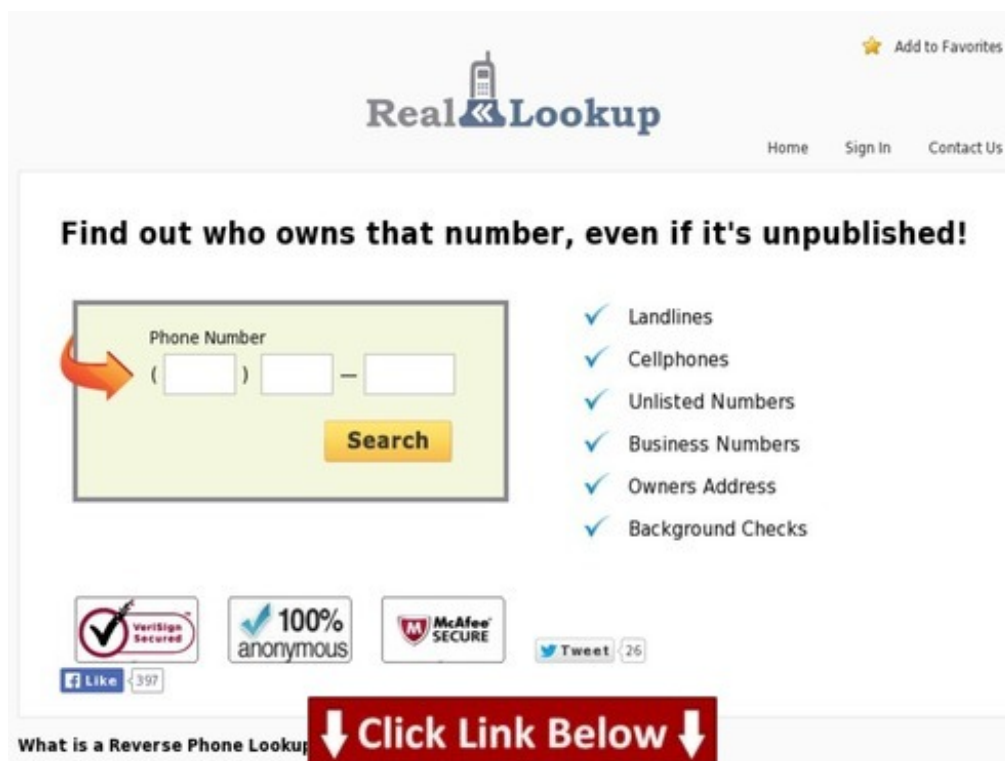 Add to Favorites
Real Lookup
Home Sign In Contact Us
Find out who owns that number, even if it's unpublished!
Phone Number
( ) —
Search
Landlines
Cellphones
Unlisted Numbers
Business Numbers
Owners Address
Background Checks
VeriSign
Secured
100%
anonymous
McAfee
SECURE
Tweet 26
Like 397
What is a Reverse Phone Lookup
Click Link Below